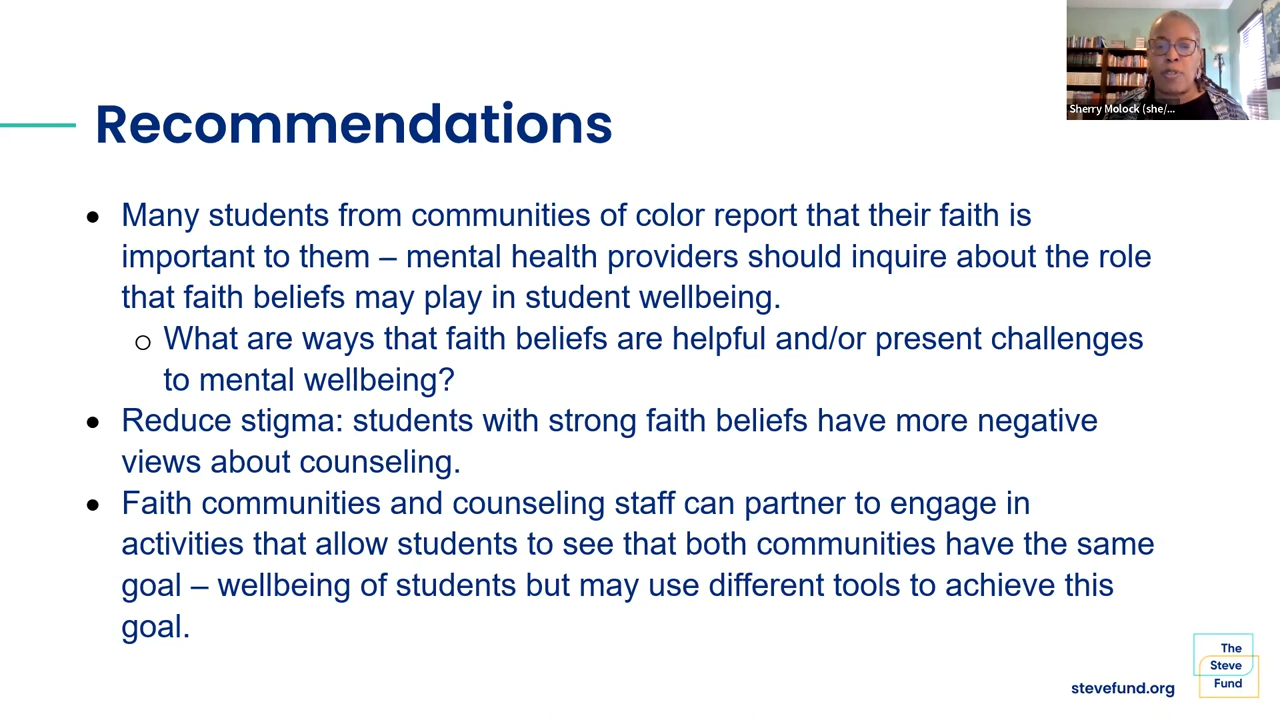 Sherry Molock (she/...
Recommendations
• Many students from communities of color report that their faith is
important to them – mental health providers should inquire about the role
that faith beliefs may play in student wellbeing.
o What are ways that faith beliefs are helpful and/or present challenges
to mental wellbeing?
• Reduce stigma: students with strong faith beliefs have more negative
views about counseling.
• Faith communities and counseling staff can partner to engage in
activities that allow students to see that both communities have the same
goal – wellbeing of students but may use different tools to achieve this
goal.
stevefund.org
The
Steve
Fund